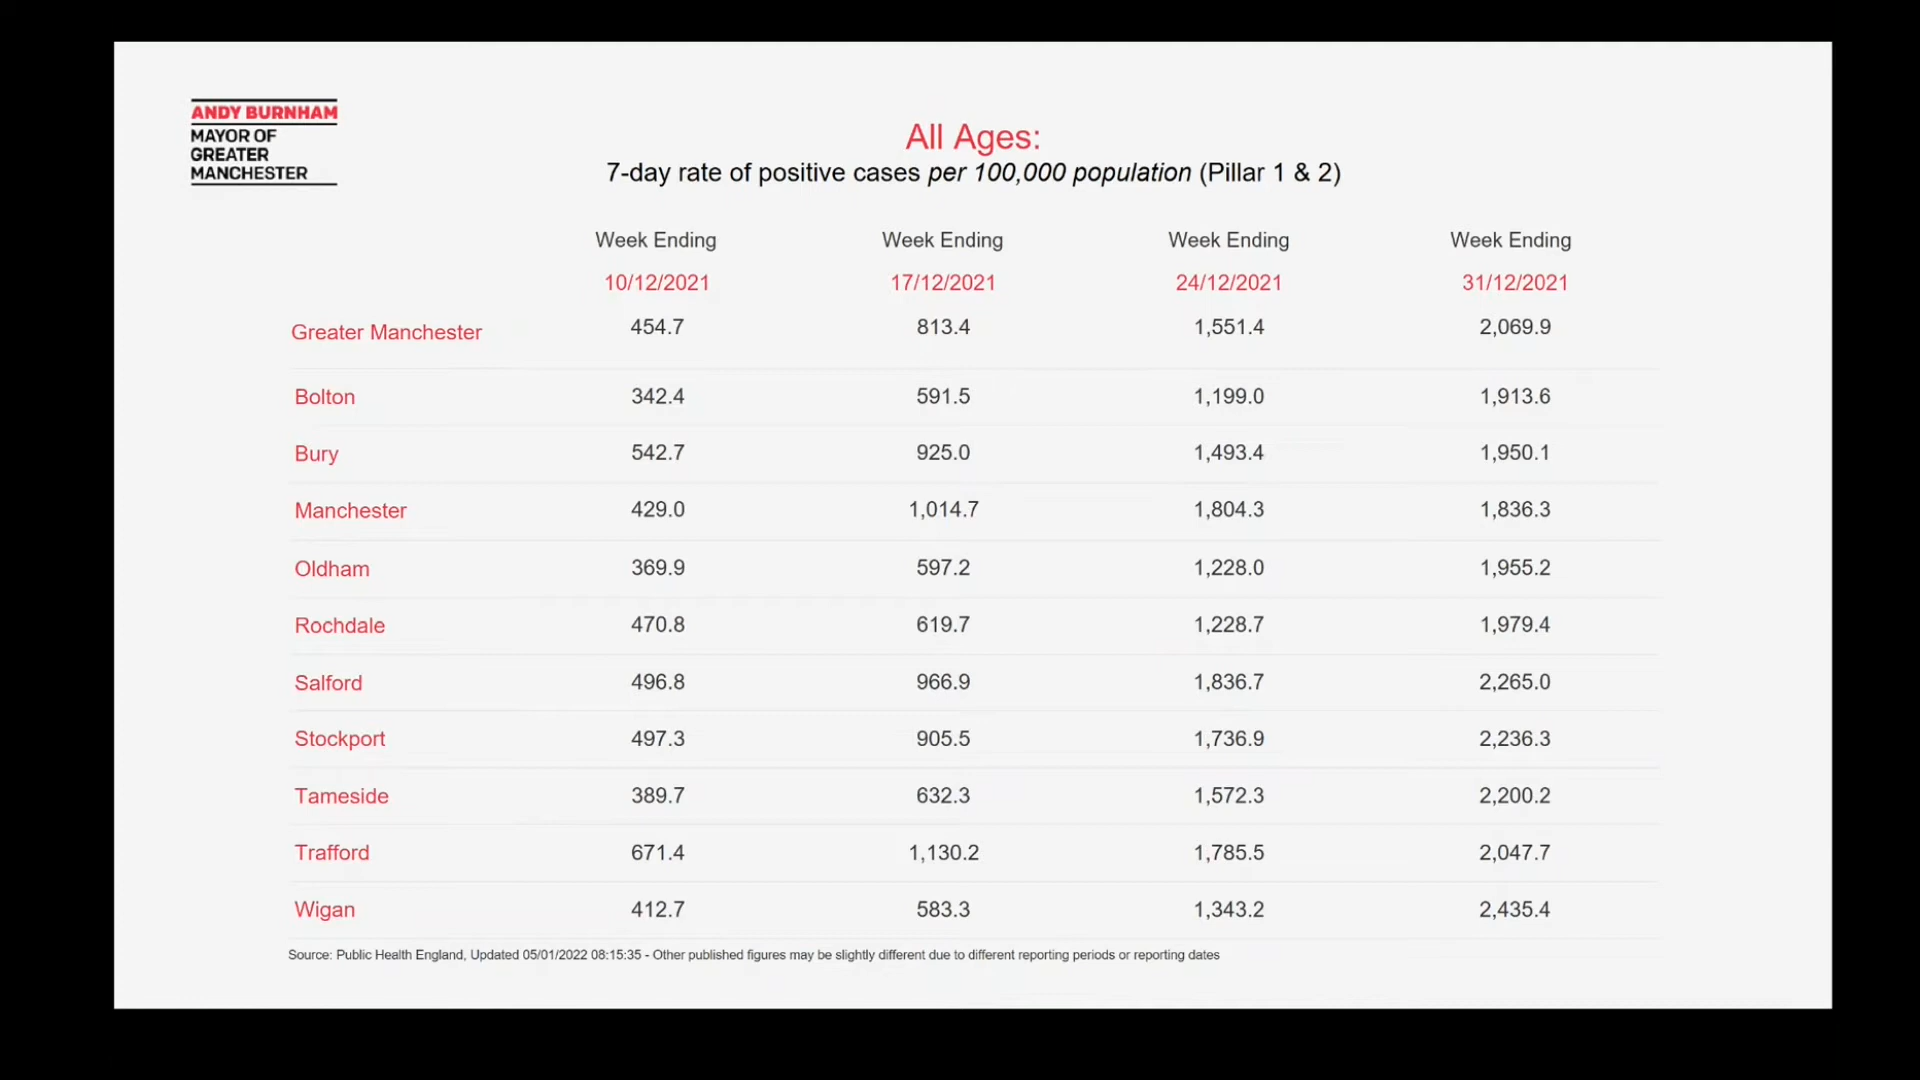 ANDY BURNHAM
MAYOR OF
GREATER
MANCHESTER
All Ages:
7-day rate of positive cases per 100,000 population (Pillar 1 & 2)
Week Ending Week Ending Week Ending Week Ending
10/12/2021 17/12/2021 24/12/2021 31/12/2021
Greater Manchester 454.7 813.4 1,551.4 2,069.9
Bolton 342.4 591.5 1,199.0 1,913.6
Bury 542.7 925.0 1,493.4 1,950.1
Manchester 429.0 1,014.7 1,804.3 1,836.3
Oldham 369.9 597.2 1,228.0 1,955.2
Rochdale 470.8 619.7 1,228.7 1,979.4
Salford 496.8 966.9 1,836.7 2,265.0
Stockport 497.3 905.5 1,736.9 2,236.3
Tameside 389.7 632.3 1,572.3 2,200.2
Trafford 671.4 1,130.2 1,785.5 2,047.7
Wigan 412.7 583.3 1,343.2 2,435.4
Source: Public Health England, Updated 05/01/2022 08:15:35 - Other published figures may be slightly different due to different reporting periods or reporting dates